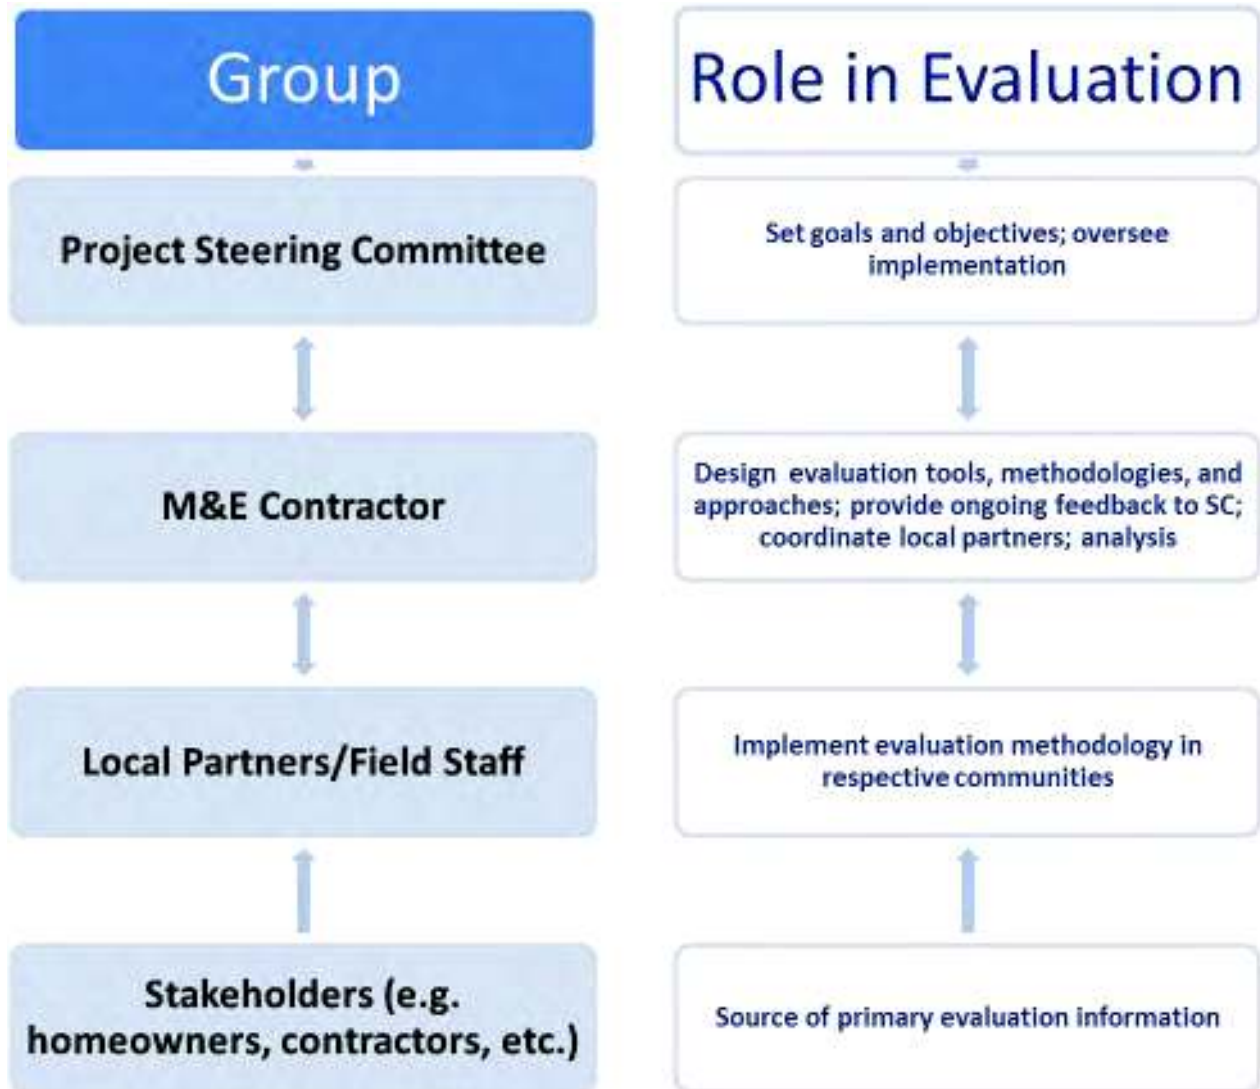 Group
Role in Evaluation
Project Steering Committee
Set goals and objectives; oversee
implementation
M&E Contractor
Design evaluation tools, methodologies, and
approaches; provide ongoing feedback to SC;
coordinate local partners; analysis
Local Partners/Field Staff
Implement evaluation methodology in
respective communities
Stakeholders (e.g.
homeowners, contractors, etc.)
Source of primary evaluation information